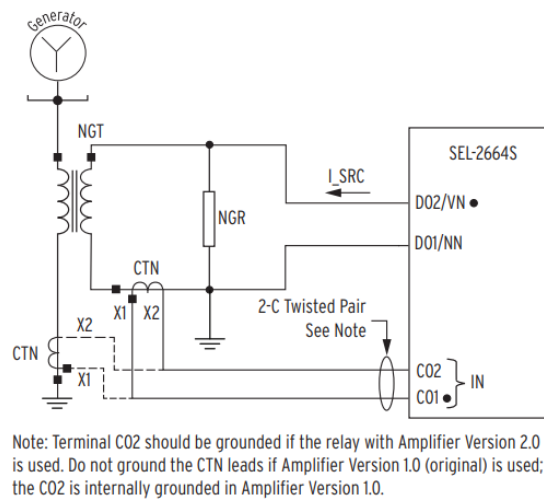 Generator
NGT
SEL-2664S
I_SRC
D02/VN
NGR
D01/NN
CTN
X1 X2
2-C Twisted Pair
See Note
X2
CTN
X1
C02
IN
C01
Note: Terminal C02 should be grounded if the relay with Amplifier Version 2.0
is used. Do not ground the CTN leads if Amplifier Version 1.0 (original) is used;
the C02 is internally grounded in Amplifier Version 1.0.